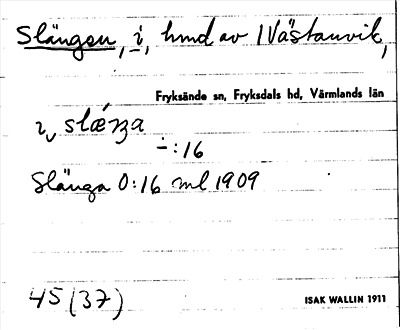 Slängen, i, hmd av Västanvik,
Fryksände sn, Fryksdals hd, Värmlands län
i slǽŋa
∸:16
Slänga 0:16 ml 1909
45 (37)
ISAK WALLIN 1911